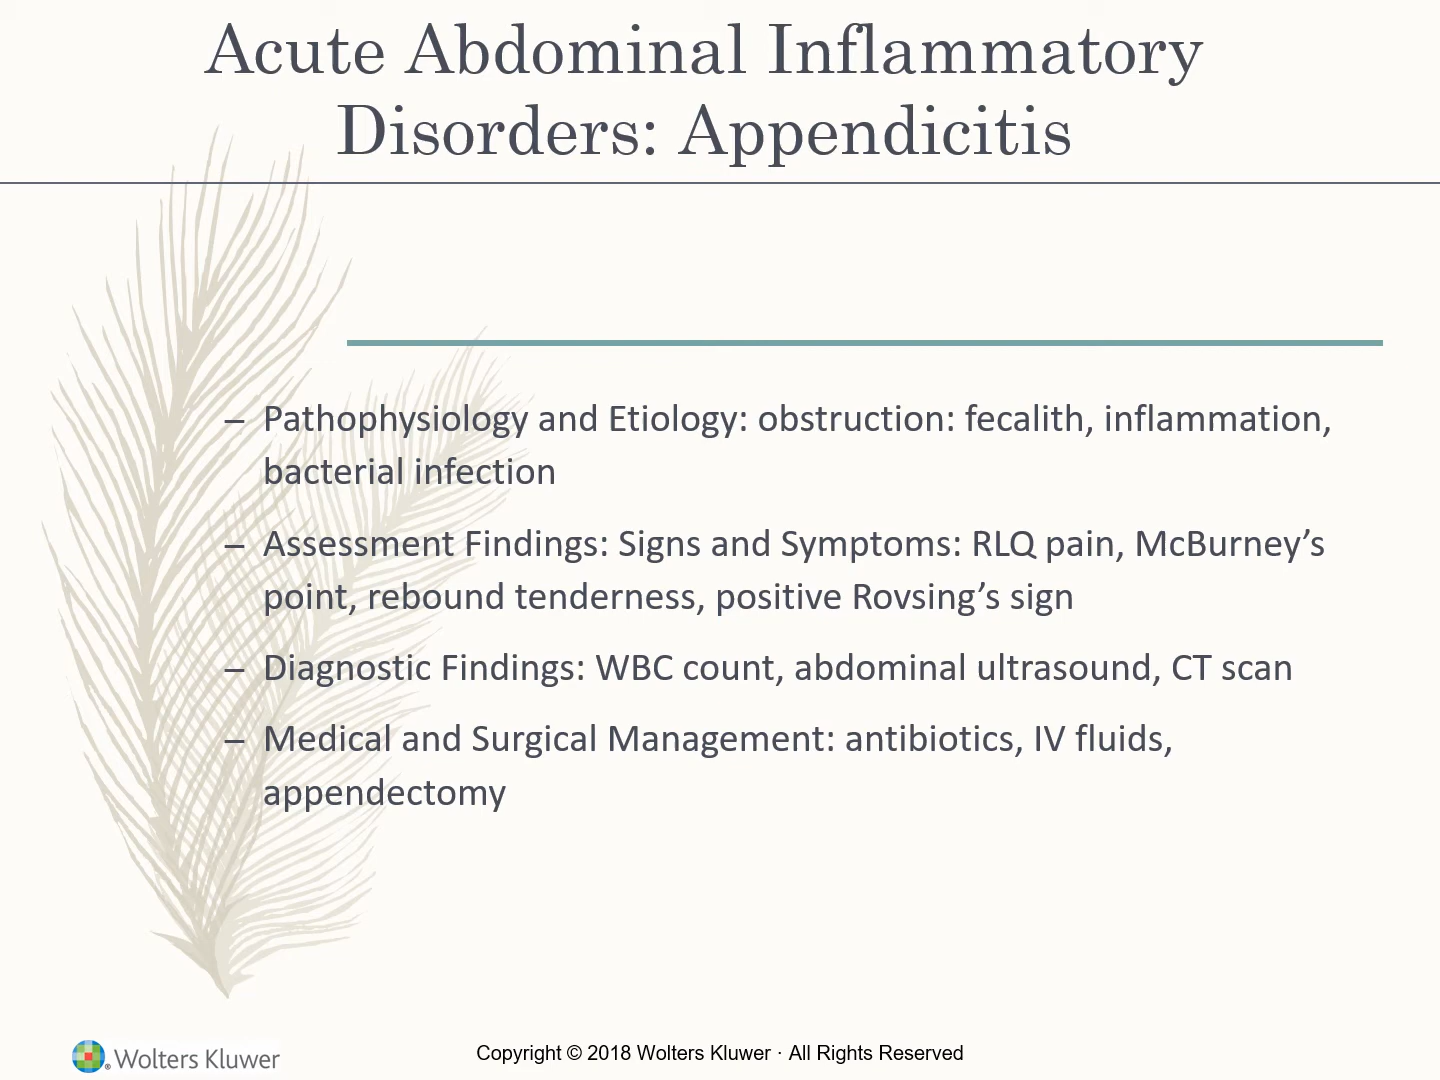 Acute Abdominal Inflammatory
Disorders: Appendicitis
– Pathophysiology and Etiology: obstruction: fecalith, inflammation,
bacterial infection
– Assessment Findings: Signs and Symptoms: RLQ pain, McBurney’s
point, rebound tenderness, positive Rovsing’s sign
– Diagnostic Findings: WBC count, abdominal ultrasound, CT scan
– Medical and Surgical Management: antibiotics, IV fluids,
appendectomy
® Wolters Kluwer
Copyright © 2018 Wolters Kluwer · All Rights Reserved